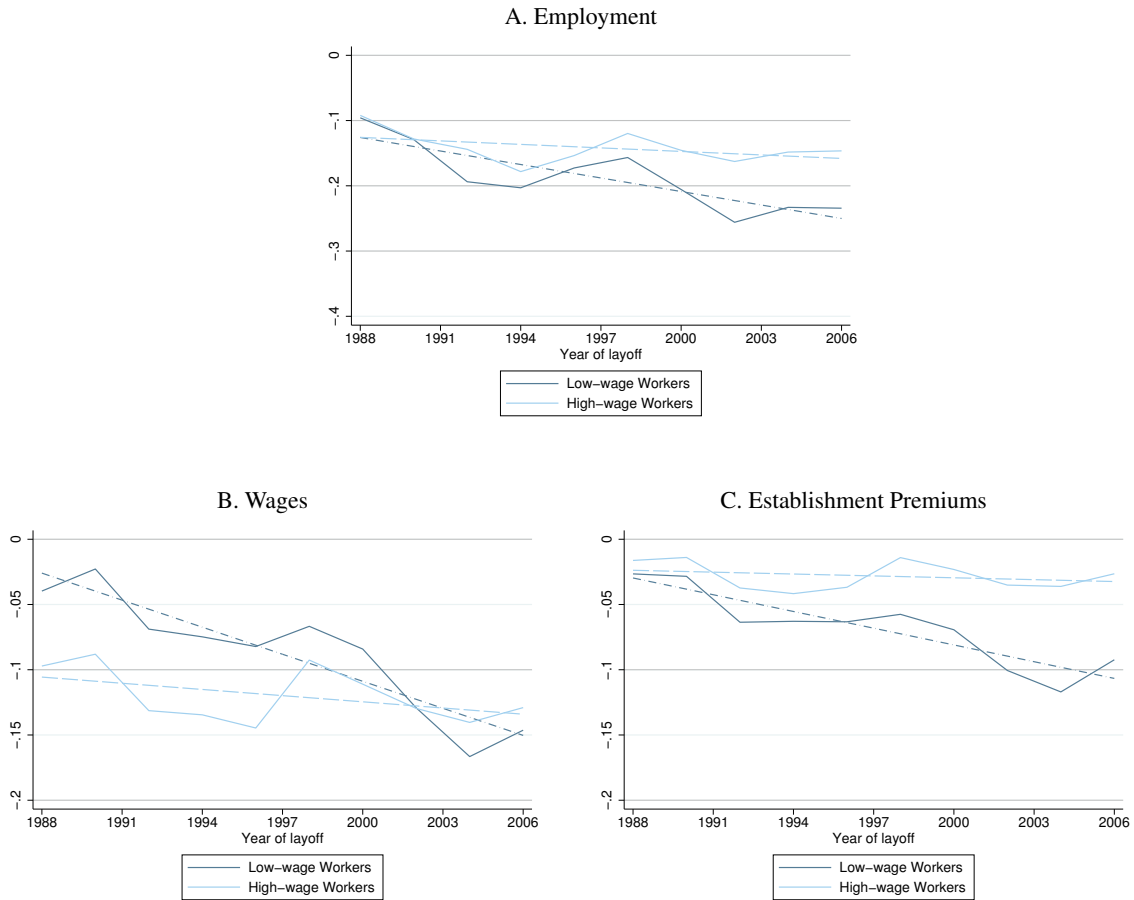 A. Employment
0
−.1
−.2
−.3
−.4
1988 1991 1994 1997 2000 2003 2006
Year of layoff
Low−wage Workers
High−wage Workers
B. Wages
0
−.05
−.1
−.15
−.2
1988 1991 1994 1997 2000 2003 2006
Year of layoff
Low−wage Workers
High−wage Workers
C. Establishment Premiums
0
−.05
−.1
−.15
−.2
1988 1991 1994 1997 2000 2003 2006
Year of layoff
Low−wage Workers
High−wage Workers